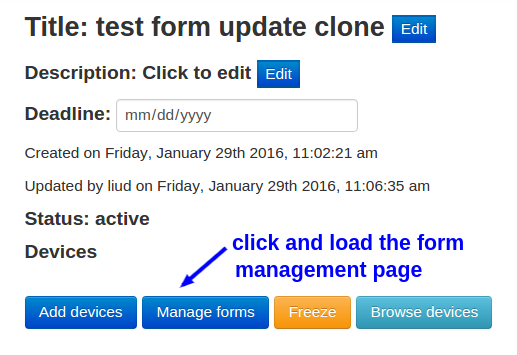 Title: test form update clone Edit
Description: Click to edit Edit
Deadline: mm/dd/yyyy
Created on Friday, January 29th 2016, 11:02:21 am
Updated by liud on Friday, January 29th 2016, 11:06:35 am
Status: active
click and load the form
management page
Devices
Add devices Manage forms Freeze Browse devices